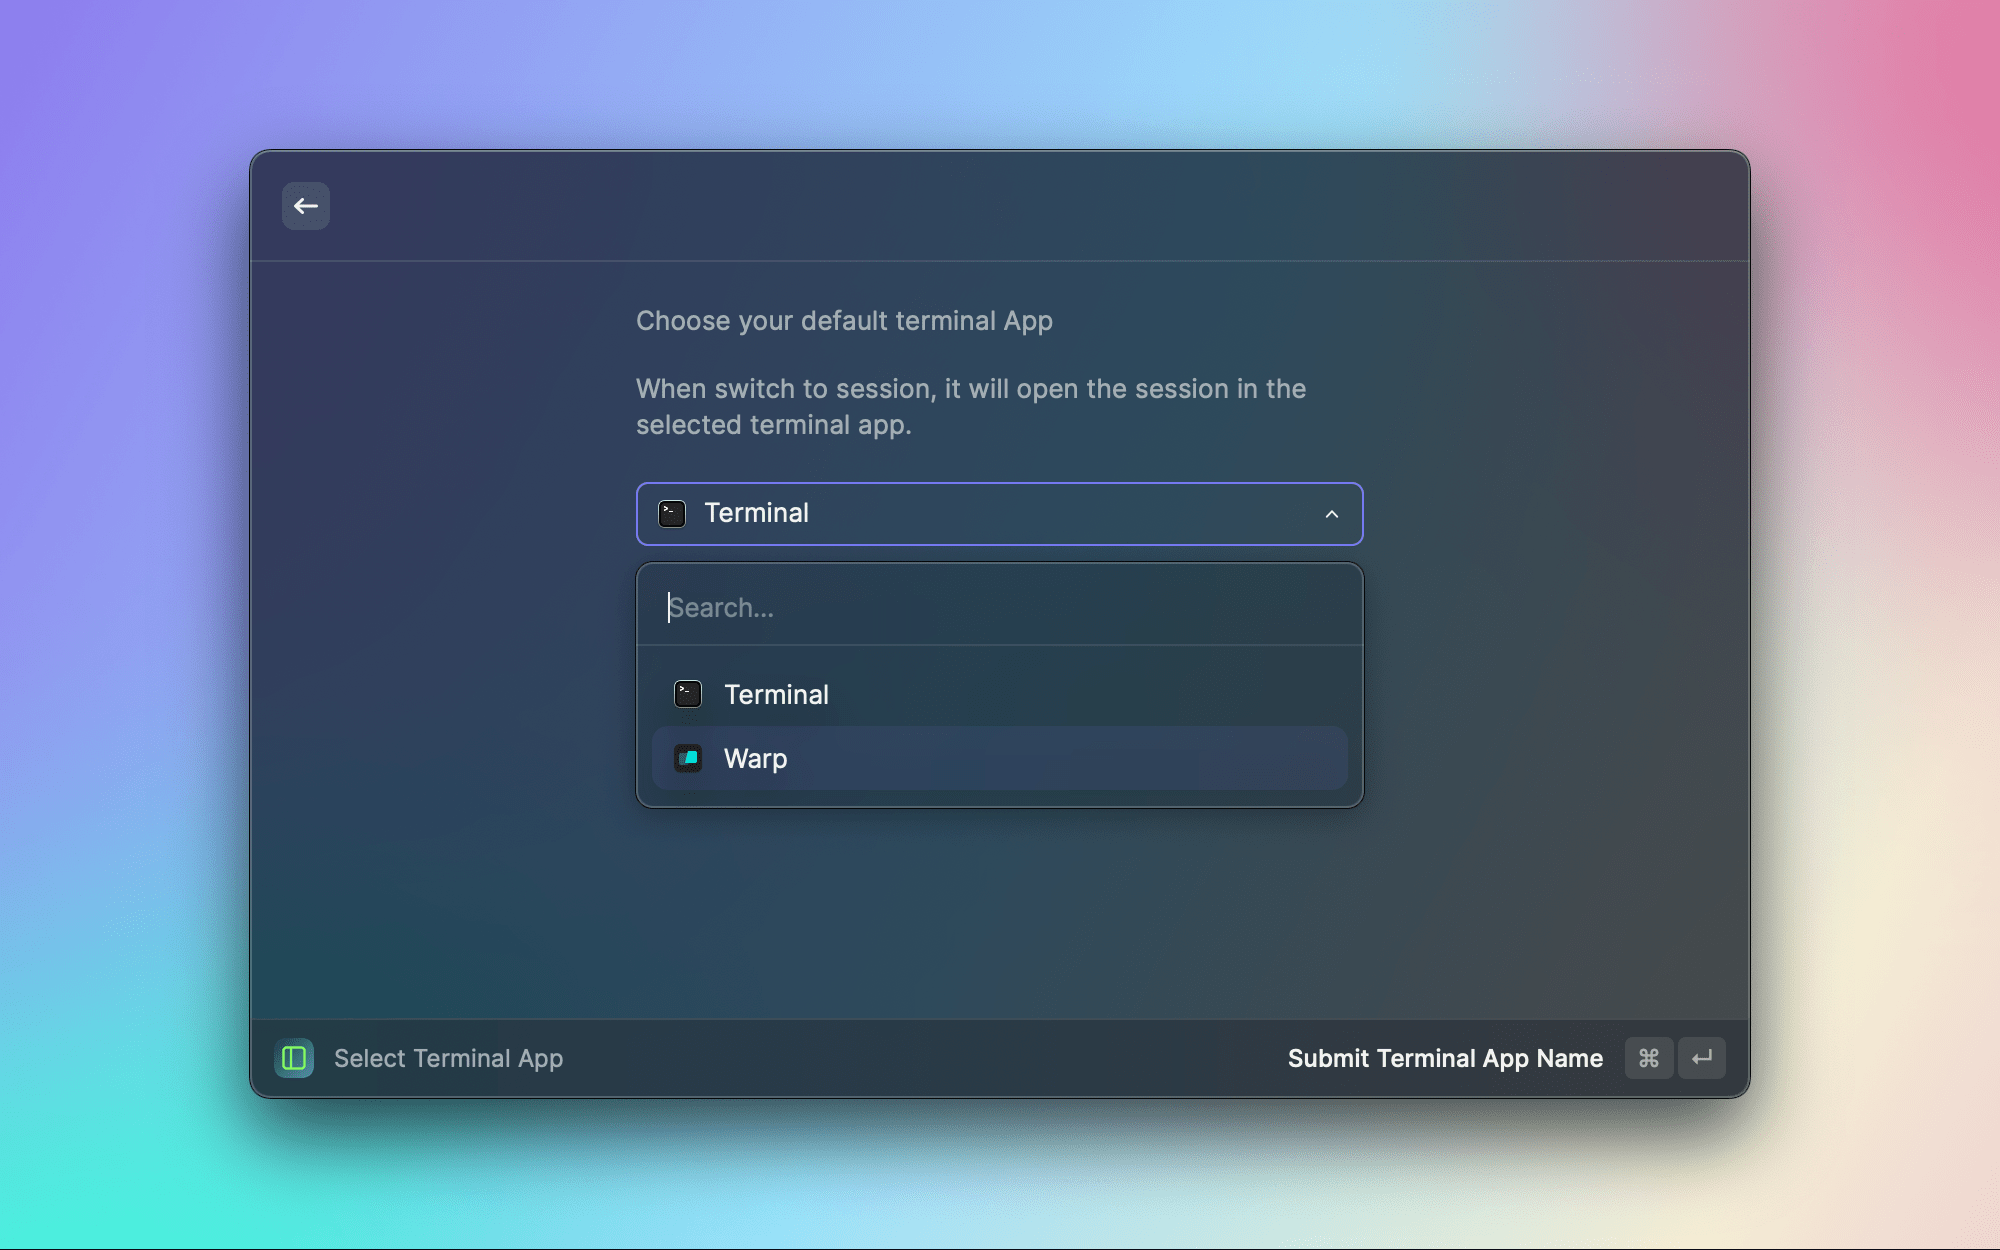 Choose your default terminal App
When switch to session, it will open the session in the
selected terminal app.
Terminal
Search...
Terminal
Warp
Select Terminal App
Submit Terminal App Name ⌘ ↵